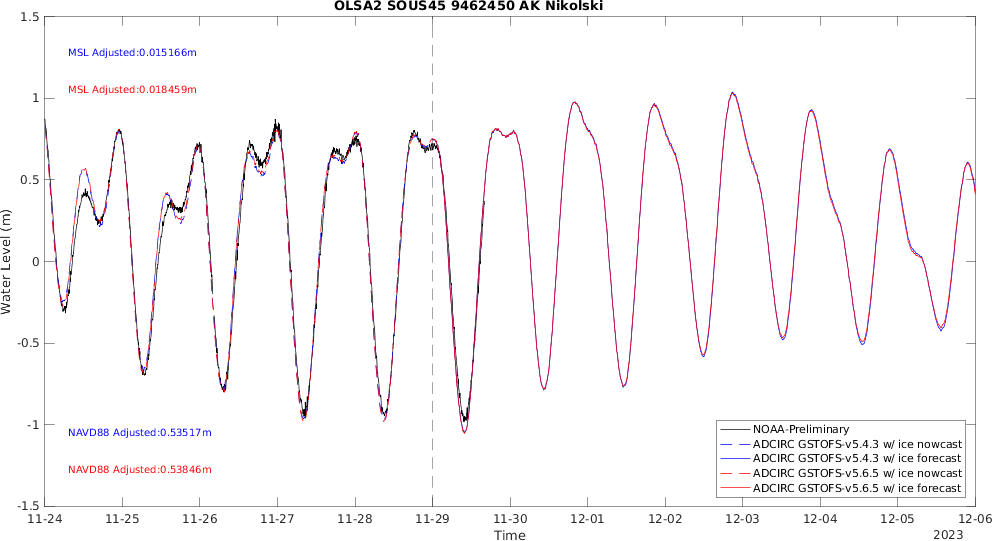 OLSA2 SOUS45 9462450 AK Nikolski
1.5
1
0.5
0
-0.5
-1
-1.5
Water Level (m)
MSL Adjusted:0.015166m
MSL Adjusted:0.018459m
NAVD88 Adjusted:0.53517m
NAVD88 Adjusted:0.53846m
NOAA-Preliminary
ADCIRC GSTOFS-v5.4.3 w/ ice nowcast
ADCIRC GSTOFS-v5.4.3 w/ ice forecast
ADCIRC GSTOFS-v5.6.5 w/ ice nowcast
ADCIRC GSTOFS-v5.6.5 w/ ice forecast
11-24 11-25 11-26 11-27 11-28 11-29 11-30 12-01 12-02 12-03 12-04 12-05 12-06
Time
2023